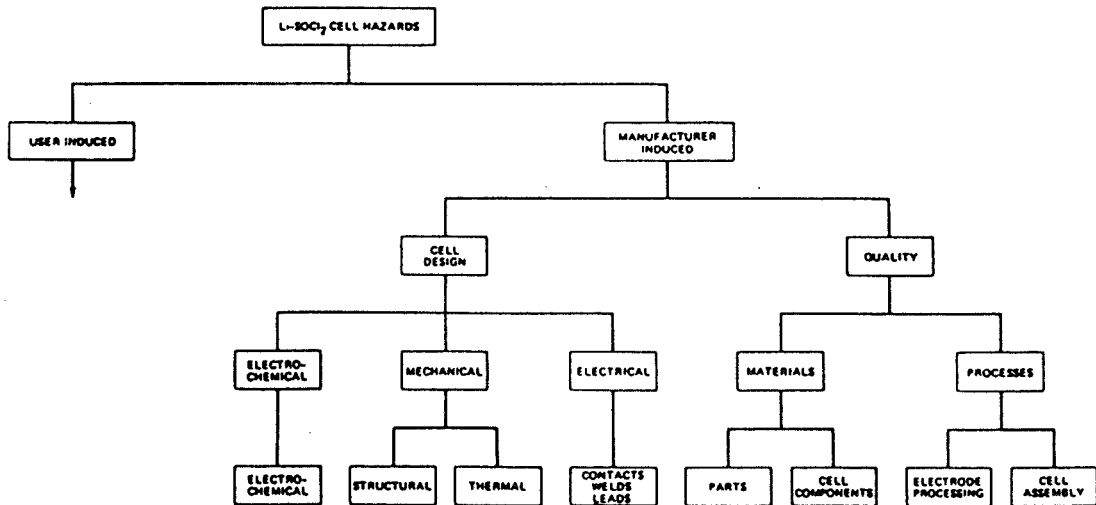 Li-SOCl₂ CELL HAZARDS
USER INDUCED
MANUFACTURER
INDUCED
CELL
DESIGN
QUALITY
ELECTRO-
CHEMICAL
MECHANICAL
ELECTRICAL
MATERIALS
PROCESSES
ELECTRO-
CHEMICAL
STRUCTURAL
THERMAL
CONTACTS
WELDS
LEADS
PARTS
CELL
COMPONENTS
ELECTRODE
PROCESSING
CELL
ASSEMBLY